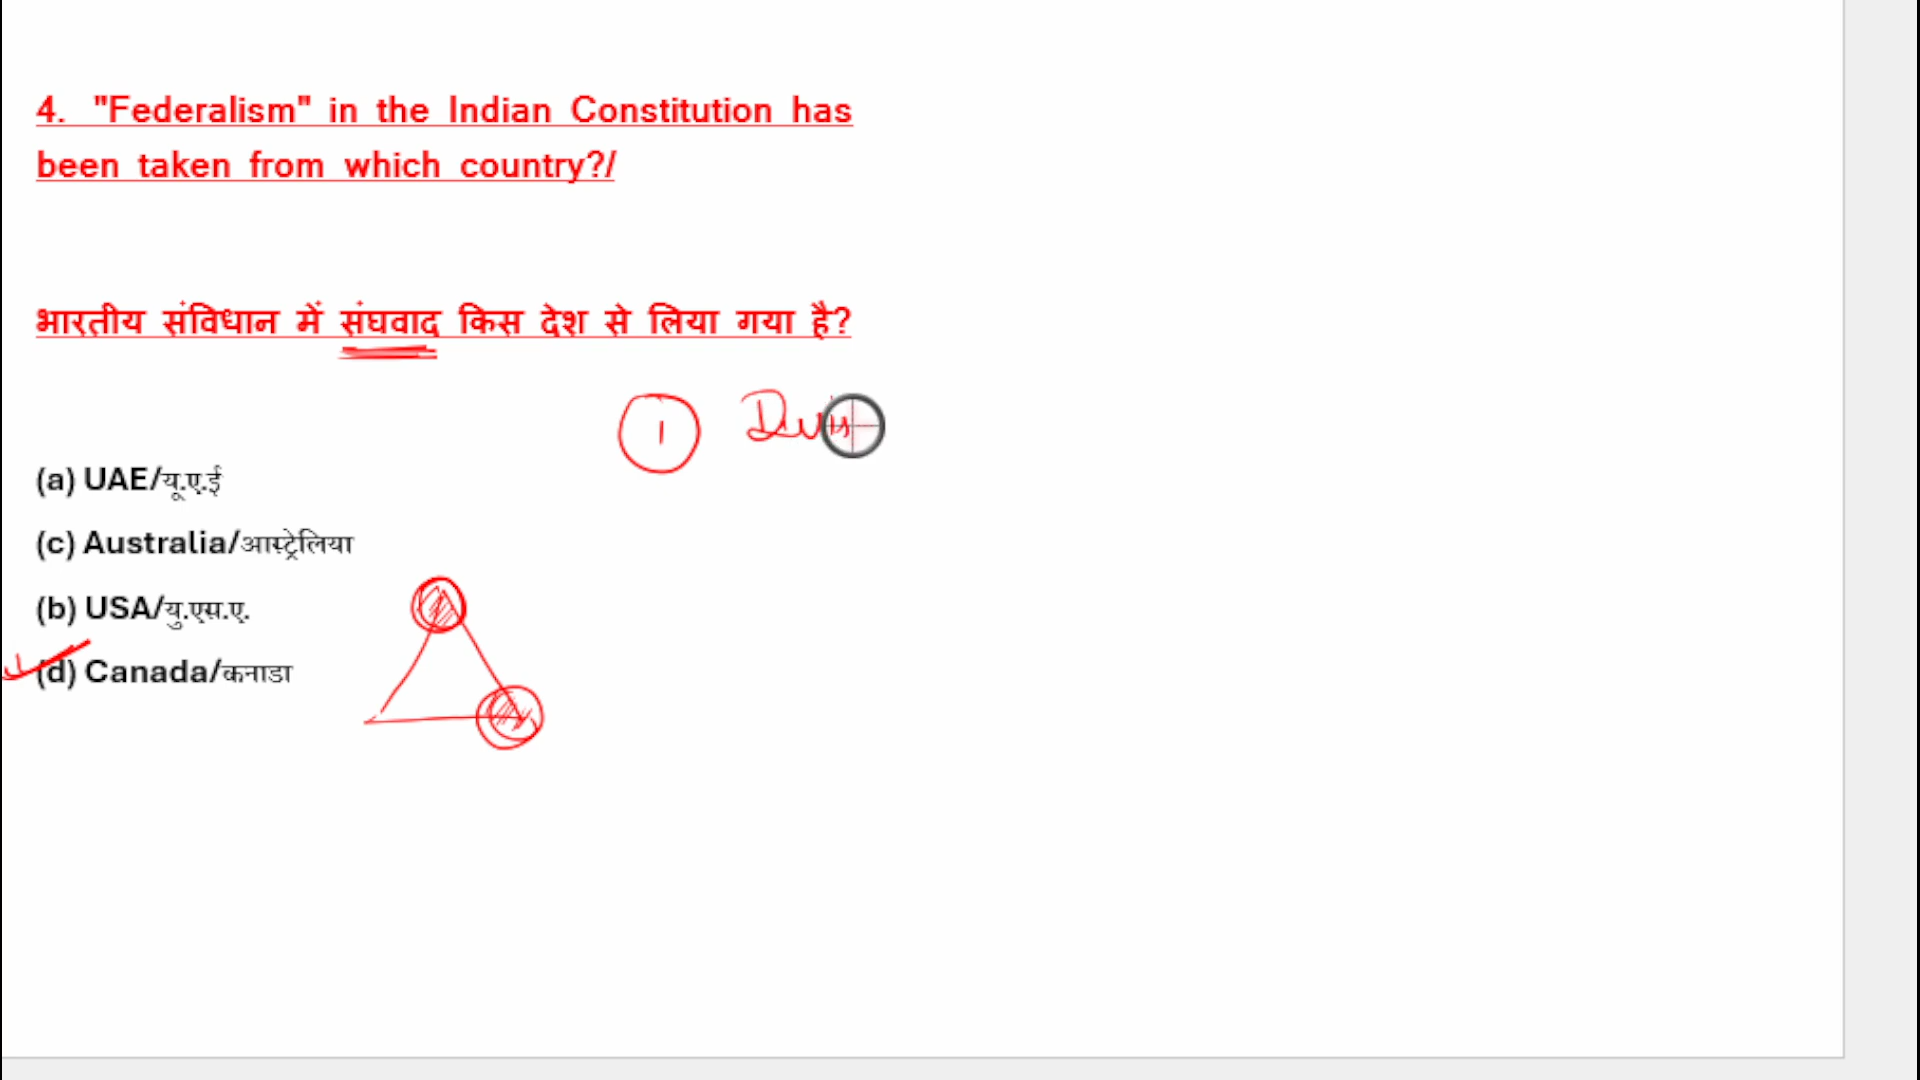 4. "Federalism" in the Indian Constitution has
been taken from which country?/
भारतीय संविधान में संघवाद किस देश से लिया गया है?
1
(a) UAE/यू.ए.ई
(c) Australia/आस्ट्रेलिया
(b) USA/यु.एस.ए.
(d) Canada/कनाडा